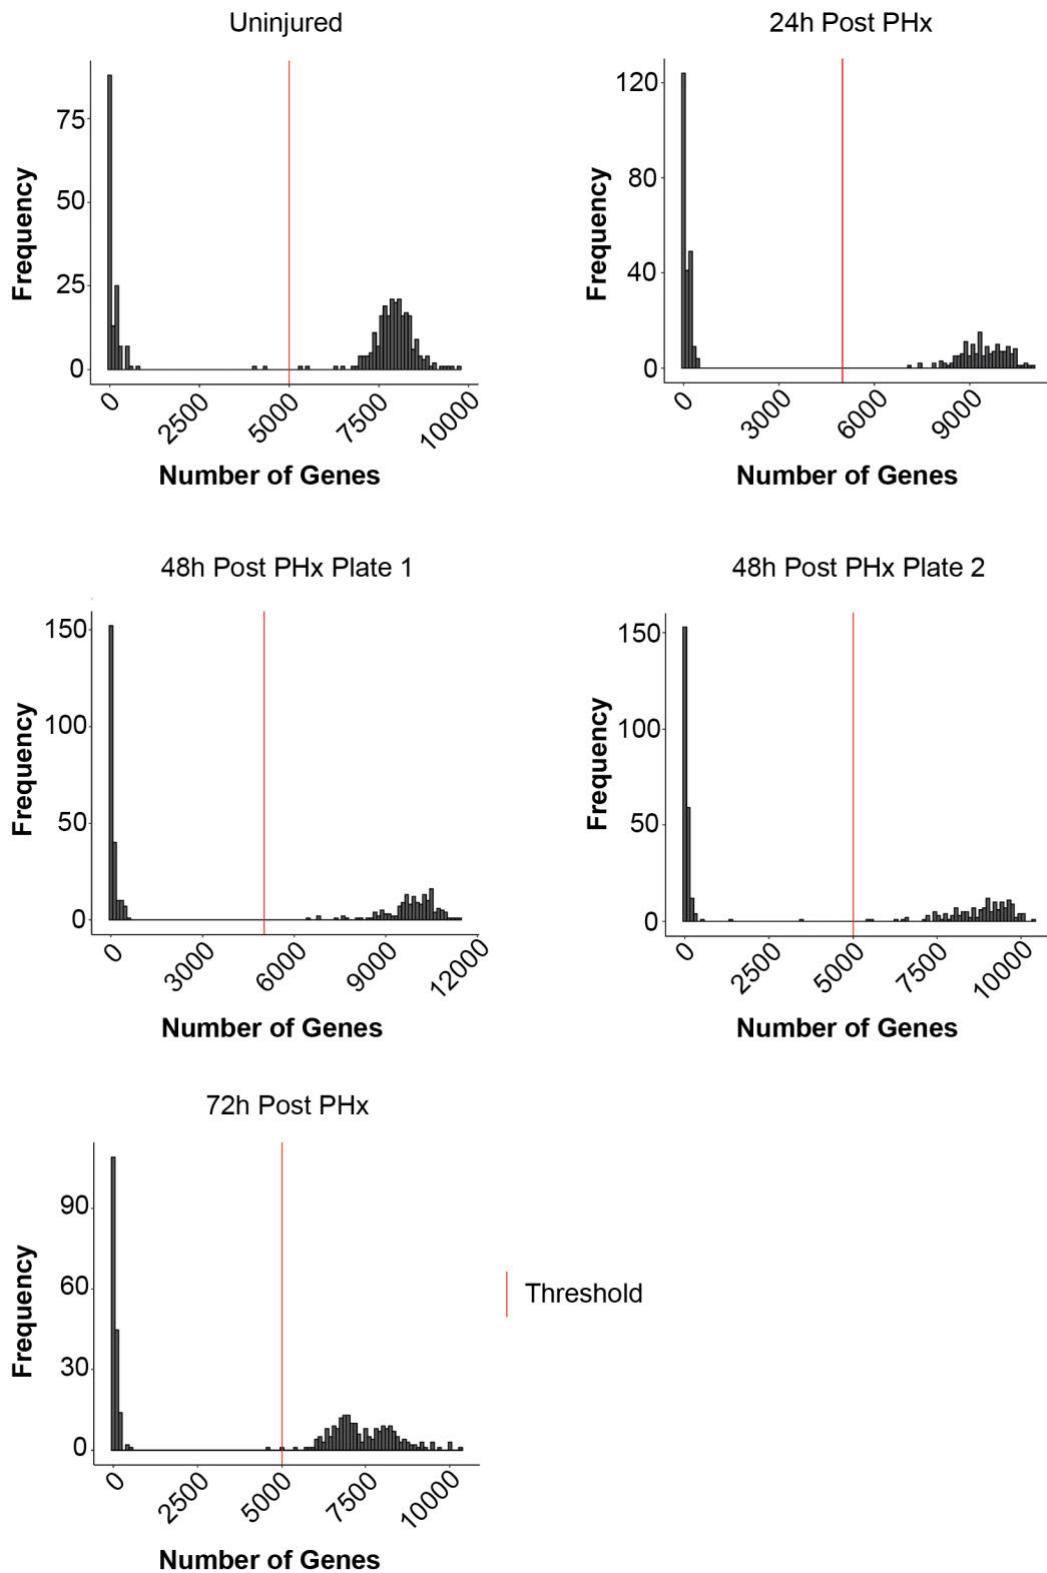 Uninjured
75
50
25
0
Frequency
0
2500
5000
7500
10000
Number of Genes
24h Post PHx
120
80
40
0
Frequency
0
3000
6000
9000
Number of Genes
48h Post PHx Plate 1
150
100
50
0
Frequency
0
3000
6000
9000
12000
Number of Genes
48h Post PHx Plate 2
150
100
50
0
Frequency
0
2500
5000
7500
10000
Number of Genes
72h Post PHx
90
60
30
0
Frequency
0
2500
5000
7500
10000
Number of Genes
Threshold